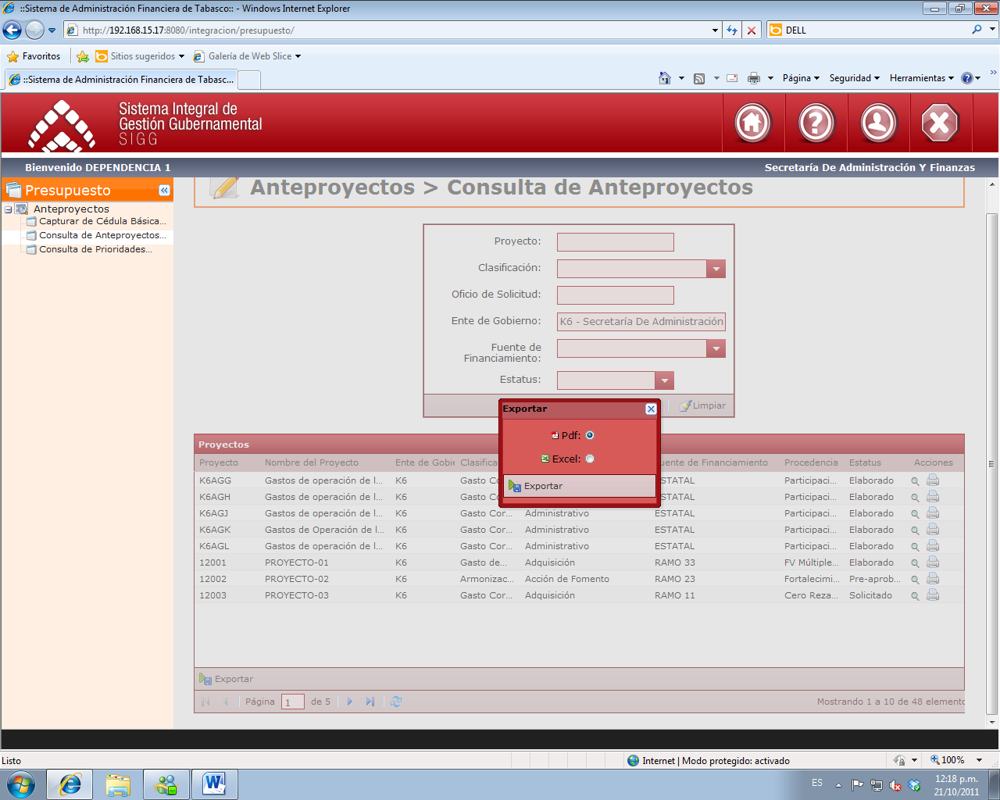 ::Sistema de Administración Financiera de Tabasco:: - Windows Internet Explorer
http://192.168.15.17:8080/integracion/presupuesto/
DELL
Favoritos
Sitios sugeridos
Galería de Web Slice
::Sistema de Administración Financiera de Tabasc...
Página
Seguridad
Herramientas
Sistema Integral de
Gestión Gubernamental
SIGG
Bienvenido DEPENDENCIA 1
Secretaría De Administración Y Finanzas
Presupuesto
Anteproyectos
Capturar de Cédula Básica...
Consulta de Anteproyectos...
Consulta de Prioridades...
Anteproyectos > Consulta de Anteproyectos
Proyecto:
Clasificación:
Oficio de Solicitud:
Ente de Gobierno: K6 - Secretaría De Administración
Fuente de
Financiamiento:
Estatus:
Limpiar
Exportar
Pdf:
Excel:
Exportar
Proyectos
Proyecto Nombre del Proyecto Ente de Gobie Clasifica uente de Financiamiento Procedencia Estatus Acciones
K6AGG Gastos de operación de l... K6 Gasto Co STATAL Participaci... Elaborado
K6AGH Gastos de operación de l... K6 Gasto Co STATAL Participaci... Elaborado
K6AGJ Gastos de operación de l... K6 Gasto Cor... Administrativo ESTATAL Participaci... Elaborado
K6AGK Gastos de Operación de l... K6 Gasto Cor... Administrativo ESTATAL Participaci... Elaborado
K6AGL Gastos de operación de l... K6 Gasto Cor... Administrativo ESTATAL Participaci... Elaborado
12001 PROYECTO-01 K6 Gasto de... Adquisición RAMO 33 FV Múltiple... Elaborado
12002 PROYECTO-02 K6 Armonizac... Acción de Fomento RAMO 23 Fortalecimi... Pre-aprob...
12003 PROYECTO-03 K6 Gasto Cor... Adquisición RAMO 11 Cero Reza... Solicitado
Exportar
Página 1 de 5
Mostrando 1 a 10 de 48 elemento
Listo
Internet | Modo protegido: activado
100%
ES
12:18 p.m.
21/10/2011